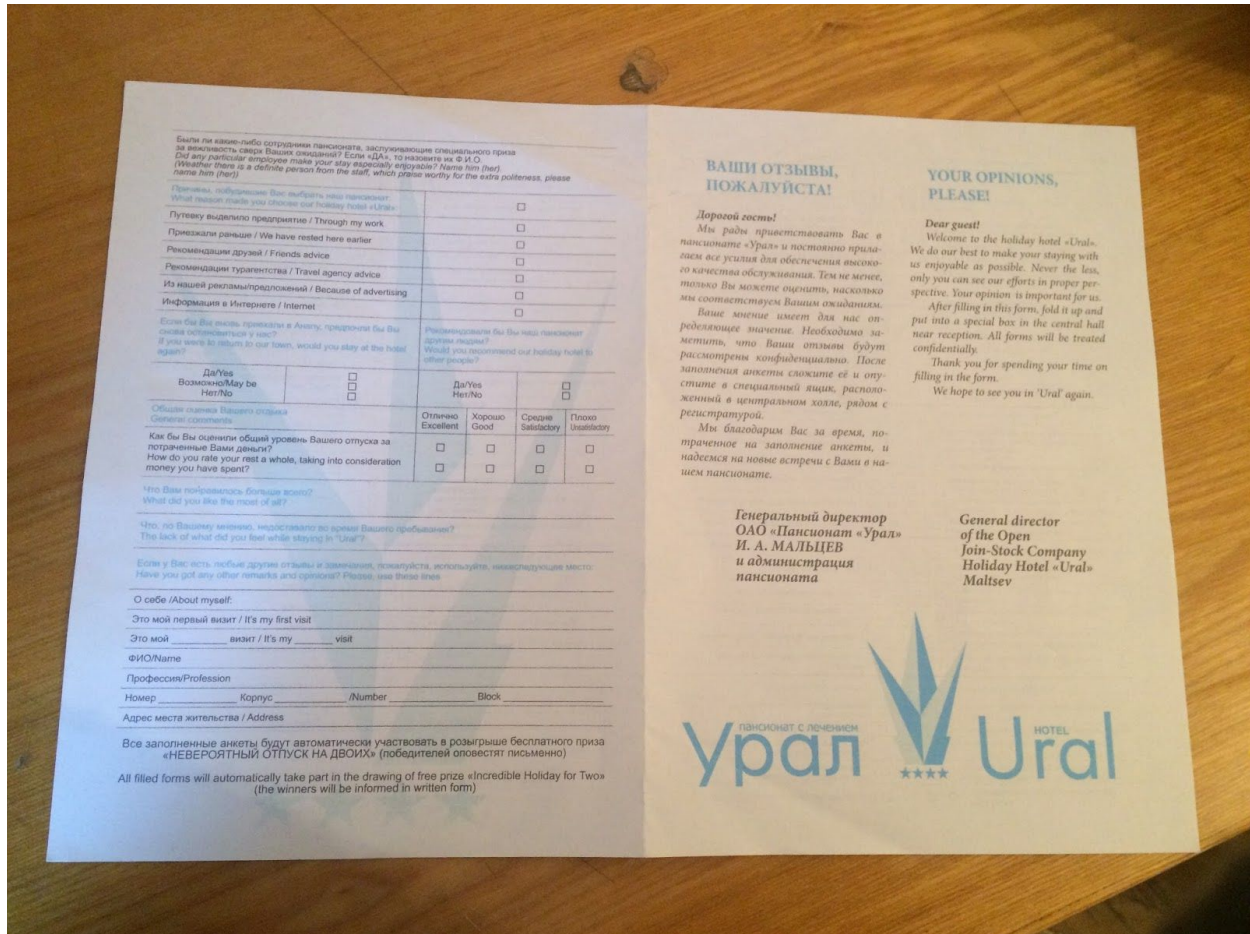 Были ли какие-либо сотрудники пансионата, заслуживающие специального приза
за вежливость сверх Ваших ожиданий? Если «ДА», то назовите их Ф.И.О.
Did any particular employee make your stay especially enjoyable? Name him (her)
(Weather there is a definite person from the staff, which praise worthy for the extra politeness, please
name him (her))
Причины, побудившие Вас выбрать наш пансионат
What reason made you choose our holiday hotel «Ural»
Путевку выделило предприятие / Through my work
Приезжали раньше / We have rested here earlier
Рекомендации друзей / Friends advice
Рекомендации турагентства / Travel agency advice
Из нашей рекламы/предложений / Because of advertising
Информация в Интернете / Internet
Если бы Вы вновь приехали в Анапу, предпочли бы Вы
снова остановиться у нас?
If you were to return to our town, would you stay at the hotel
again?
Рекомендовали бы Вы наш пансионат
другим людям?
Would you recommend our holiday hotel to
other people?
Да/Yes
Возможно/May be
Нет/No
Да/Yes
Нет/No
Общая оценка Вашего отдыха
General comments
Отлично Хорошо Средне Плохо
Excellent Good Satisfactory Unsatisfactory
Как бы Вы оценили общий уровень Вашего отпуска за
потраченные Вами деньги?
How do you rate your rest a whole, taking into consideration
money you have spent?
Что Вам понравилось больше всего?
What did you like the most of all?
Что, по Вашему мнению, недоставало во время Вашего пребывания?
The lack of what did you feel while staying in "Ural"?
Если у Вас есть любые другие отзывы и замечания, пожалуйста, используйте, нижеследующее место:
Have you got any other remarks and opinions? Please, use these lines
О себе /About myself:
Это мой первый визит / It's my first visit
Это мой __________ визит / It's my _______ visit
ФИО/Name
Профессия/Profession
Номер __________ Корпус __________ /Number __________ Block __________
Адрес места жительства / Address
Все заполненные анкеты будут автоматически участвовать в розыгрыше бесплатного приза
«НЕВЕРОЯТНЫЙ ОТПУСК НА ДВОИХ» (победителей оповестят письменно)
All filled forms will automatically take part in the drawing of free prize «Incredible Holiday for Two»
(the winners will be informed in written form)
ВАШИ ОТЗЫВЫ,
ПОЖАЛУЙСТА!
Дорогой гость!
Мы рады приветствовать Вас в
пансионате «Урал» и постоянно прила-
гаем все усилия для обеспечения высоко-
го качества обслуживания. Тем не менее,
только Вы можете оценить, насколько
мы соответствуем Вашим ожиданиям.
Ваше мнение имеет для нас оп-
ределяющее значение. Необходимо за-
метить, что Ваши отзывы будут
рассмотрены конфиденциально. После
заполнения анкеты сложите её и опу-
стите в специальный ящик, располо-
женный в центральном холле, рядом с
регистратурой.
Мы благодарим Вас за время, по-
траченное на заполнение анкеты, и
надеемся на новые встречи с Вами в на-
шем пансионате.
YOUR OPINIONS,
PLEASE!
Dear guest!
Welcome to the holiday hotel «Ural».
We do our best to make your staying with
us enjoyable as possible. Never the less,
only you can see our efforts in proper per-
spective. Your opinion is important for us.
After filling in this form, fold it up and
put into a special box in the central hall
near reception. All forms will be treated
confidentially.
Thank you for spending your time on
filling in the form.
We hope to see you in 'Ural' again.
Генеральный директор
ОАО «Пансионат «Урал»
И. А. МАЛЬЦЕВ
и администрация
пансионата
General director
of the Open
Join-Stock Company
Holiday Hotel «Ural»
Maltsev
пансионат с лечением
Урал
HOTEL
Ural